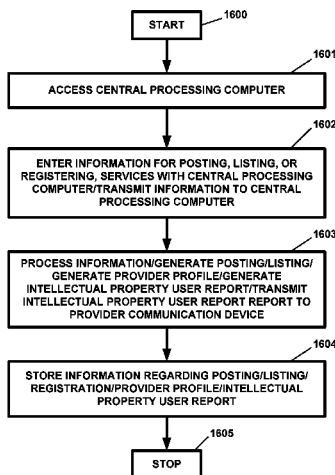 START
1600
1601
ACCESS CENTRAL PROCESSING COMPUTER
1602
ENTER INFORMATION FOR POSTING, LISTING, OR
REGISTERING, SERVICES WITH CENTRAL PROCESSING
COMPUTER/TRANSMIT INFORMATION TO CENTRAL
PROCESSING COMPUTER
1603
PROCESS INFORMATION/GENERATE POSTING/LISTING/
GENERATE PROVIDER PROFILE/GENERATE
INTELLECTUAL PROPERTY USER REPORT/TRANSMIT
INTELLECTUAL PROPERTY USER REPORT REPORT TO
PROVIDER COMMUNICATION DEVICE
1604
STORE INFORMATION REGARDING POSTING/LISTING/
REGISTRATION/PROVIDER PROFILE/INTELLECTUAL
PROPERTY USER REPORT
1605
STOP